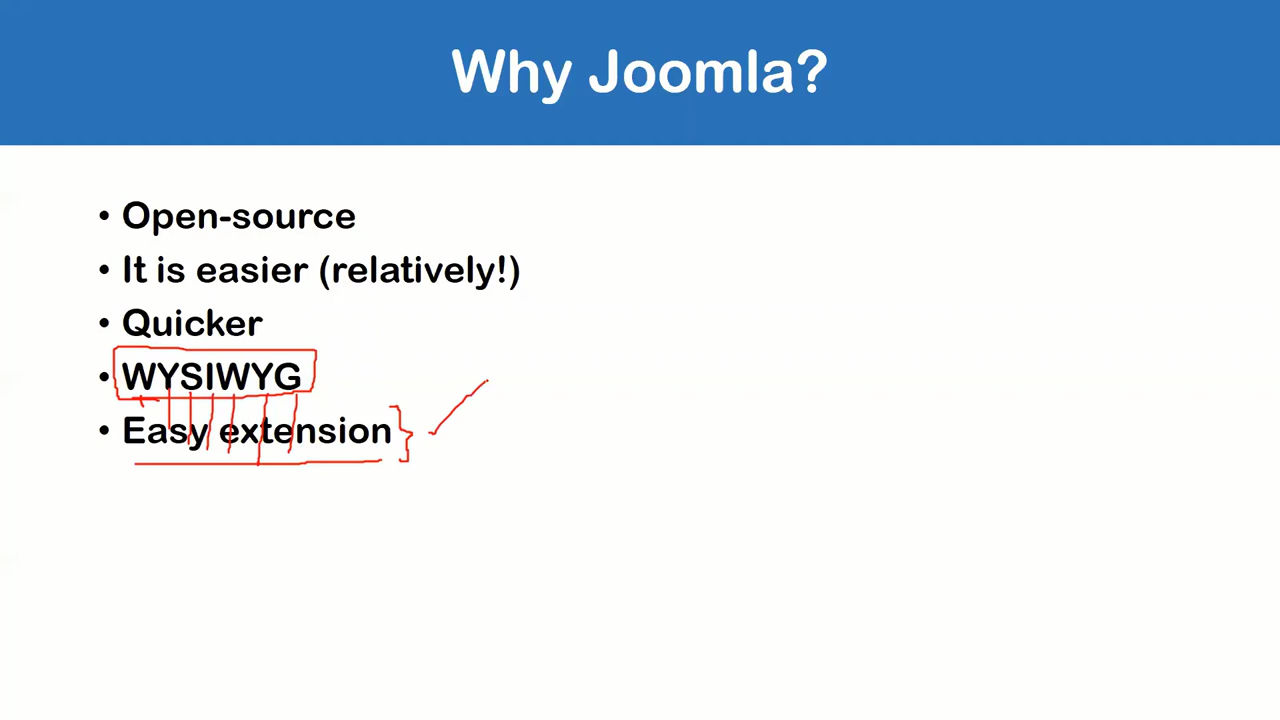 Why Joomla?
• Open-source
• It is easier (relatively!)
• Quicker
• WYSIWYG
• Easy extension